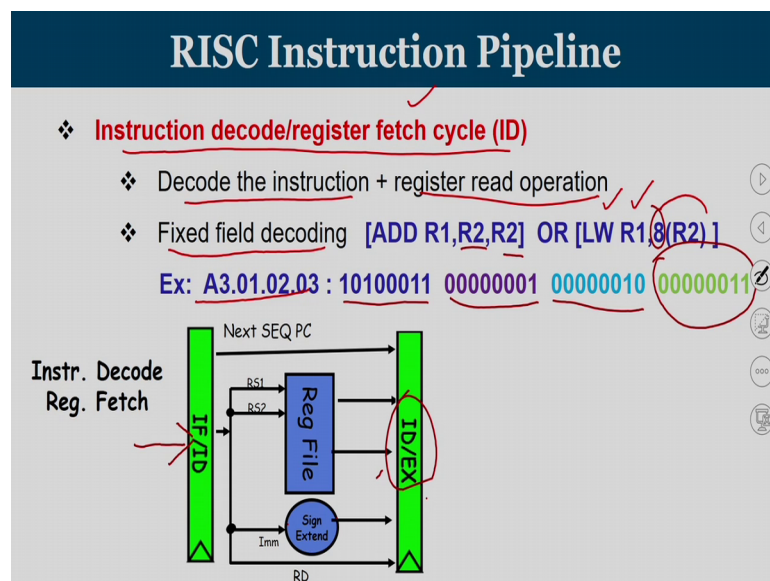 RISC Instruction Pipeline
❖ Instruction decode/register fetch cycle (ID)
❖ Decode the instruction + register read operation
❖ Fixed field decoding [ADD R1,R2,R2] OR [LW R1,8(R2) ]
Ex: A3.01.02.03 : 10100011 00000001 00000010 00000011
Next SEQ PC
Instr. Decode
Reg. Fetch
IF/ID
RS1
RS2
Reg File
ID/EX
Imm
Sign
Extend
RD